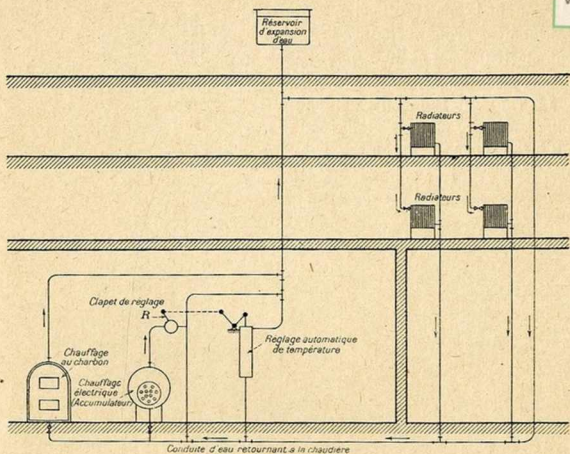 Réservoir
d'expansion
d'eau
Radiateurs
Radiateurs
Clapet de réglage
R
Réglage automatique
de température
Chauffage
au charbon
Chauffage
électrique
(Accumulateur)
Conduite d'eau retournant a la chaudière